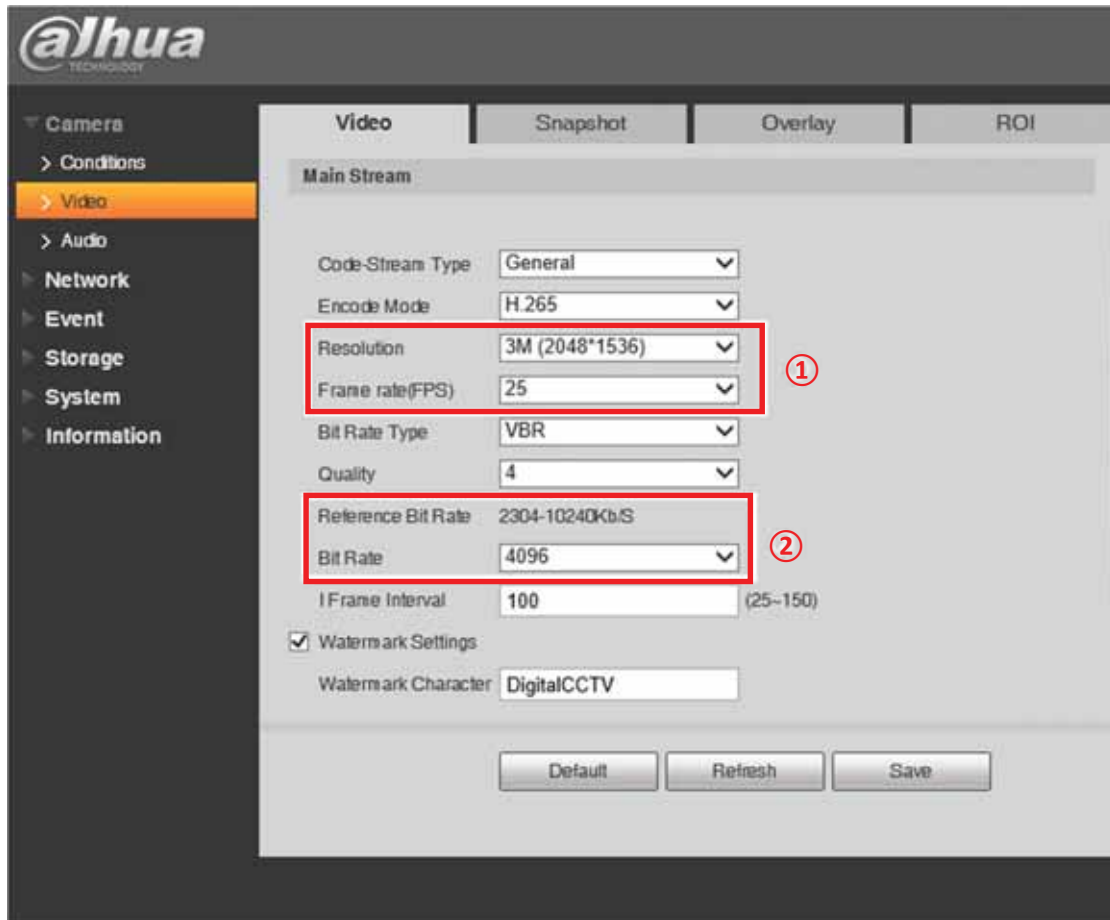 alhua
TECHNOLOGY
Camera
Conditions
Video
Audio
Network
Event
Storage
System
Information
Video Snapshot Overlay ROI
Main Stream
Code-Stream Type General
Encode Mode H.265
Resolution 3M (2048*1536)
Frame rate(FPS) 25
①
Bit Rate Type VBR
Quality 4
Reference Bit Rate 2304-10240Kb/S
Bit Rate 4096
②
I Frame Interval 100 (25~150)
Watermark Settings
Watermark Character DigitalCCTV
Default Refresh Save